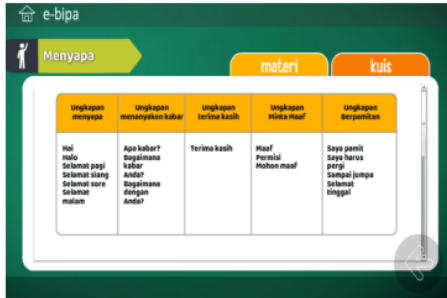 e-bipa
Menyapa
materi
kuis
Ungkapan
menyapa
Ungkapan
menanyakan kabar
Ungkapan
terima kasih
Ungkapan
Minta Maaf
Ungkapan
Berpamitan
Hai
Halo
Selamat pagi
Selamat siang
Selamat sore
Selamat
malam
Apa kabar?
Bagaimana
kabar
Anda?
Bagaimana
dengan
Anda?
Terima kasih
Maaf
Permisi
Mohon maaf
Saya pamit
Saya harus
pergi
Sampai jumpa
Selamat
tinggal